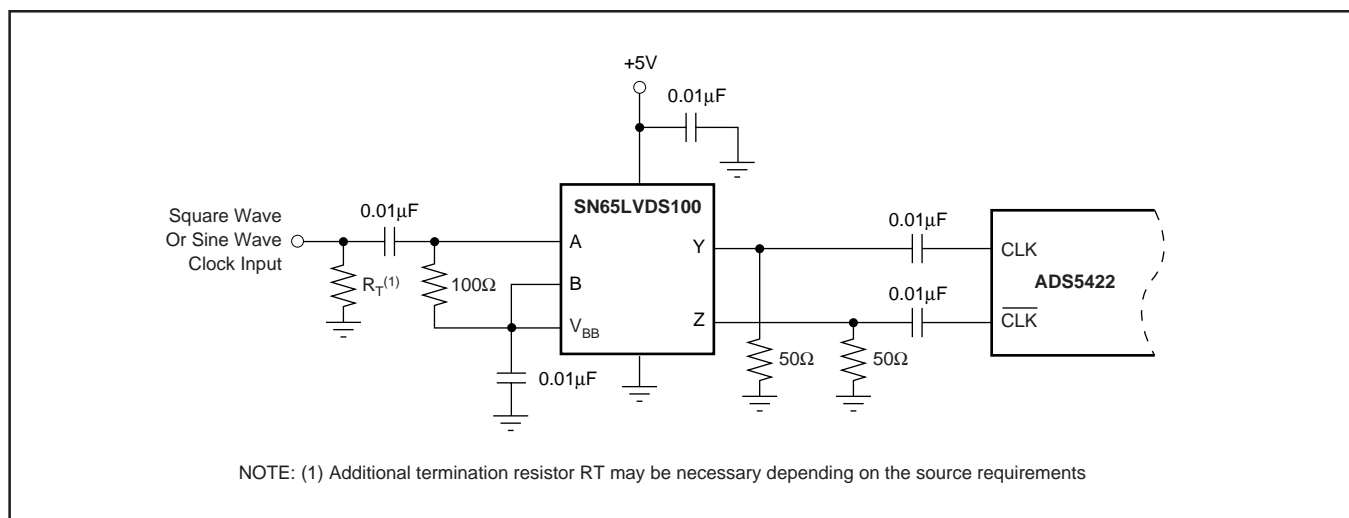 +5V
0.01µF
SN65LVDS100
Square Wave
Or Sine Wave
Clock Input
0.01µF
A
Y
0.01µF
CLK
ADS5422
RT(1)
100Ω
B
0.01µF
Z
CLK
VBB
50Ω
50Ω
0.01µF
NOTE: (1) Additional termination resistor RT may be necessary depending on the source requirements